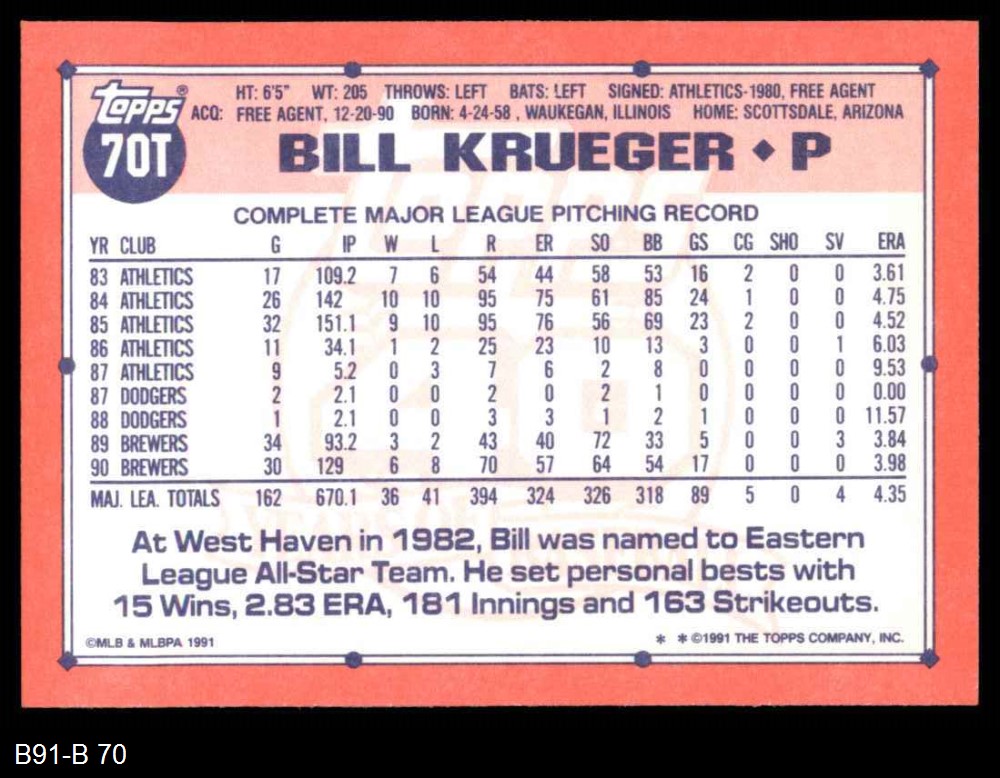 topps®
70T
HT: 6'5" WT: 205 THROWS: LEFT BATS: LEFT SIGNED: ATHLETICS-1980, FREE AGENT
ACQ: FREE AGENT, 12-20-90 BORN: 4-24-58 , WAUKEGAN, ILLINOIS HOME: SCOTTSDALE, ARIZONA
BILL KRUEGER ◆ P
COMPLETE MAJOR LEAGUE PITCHING RECORD
YR CLUB G IP W L R ER SO BB GS CG SHO SV ERA
83 ATHLETICS 17 109.2 7 6 54 44 58 53 16 2 0 0 3.61
84 ATHLETICS 26 142 10 10 95 75 61 85 24 1 0 0 4.75
85 ATHLETICS 32 151.1 9 10 95 76 56 69 23 2 0 0 4.52
86 ATHLETICS 11 34.1 1 2 25 23 10 13 3 0 0 1 6.03
87 ATHLETICS 9 5.2 0 3 7 6 2 8 0 0 0 0 9.53
87 DODGERS 2 2.1 0 0 2 0 2 1 0 0 0 0 0.00
88 DODGERS 1 2.1 0 0 3 3 1 2 1 0 0 0 11.57
89 BREWERS 34 93.2 3 2 43 40 72 33 5 0 0 3 3.84
90 BREWERS 30 129 6 8 70 57 64 54 17 0 0 0 3.98
MAJ. LEA. TOTALS 162 670.1 36 41 394 324 326 318 89 5 0 4 4.35
At West Haven in 1982, Bill was named to Eastern
League All-Star Team. He set personal bests with
15 Wins, 2.83 ERA, 181 Innings and 163 Strikeouts.
©MLB & MLBPA 1991
* * ©1991 THE TOPPS COMPANY, INC.
B91-B 70